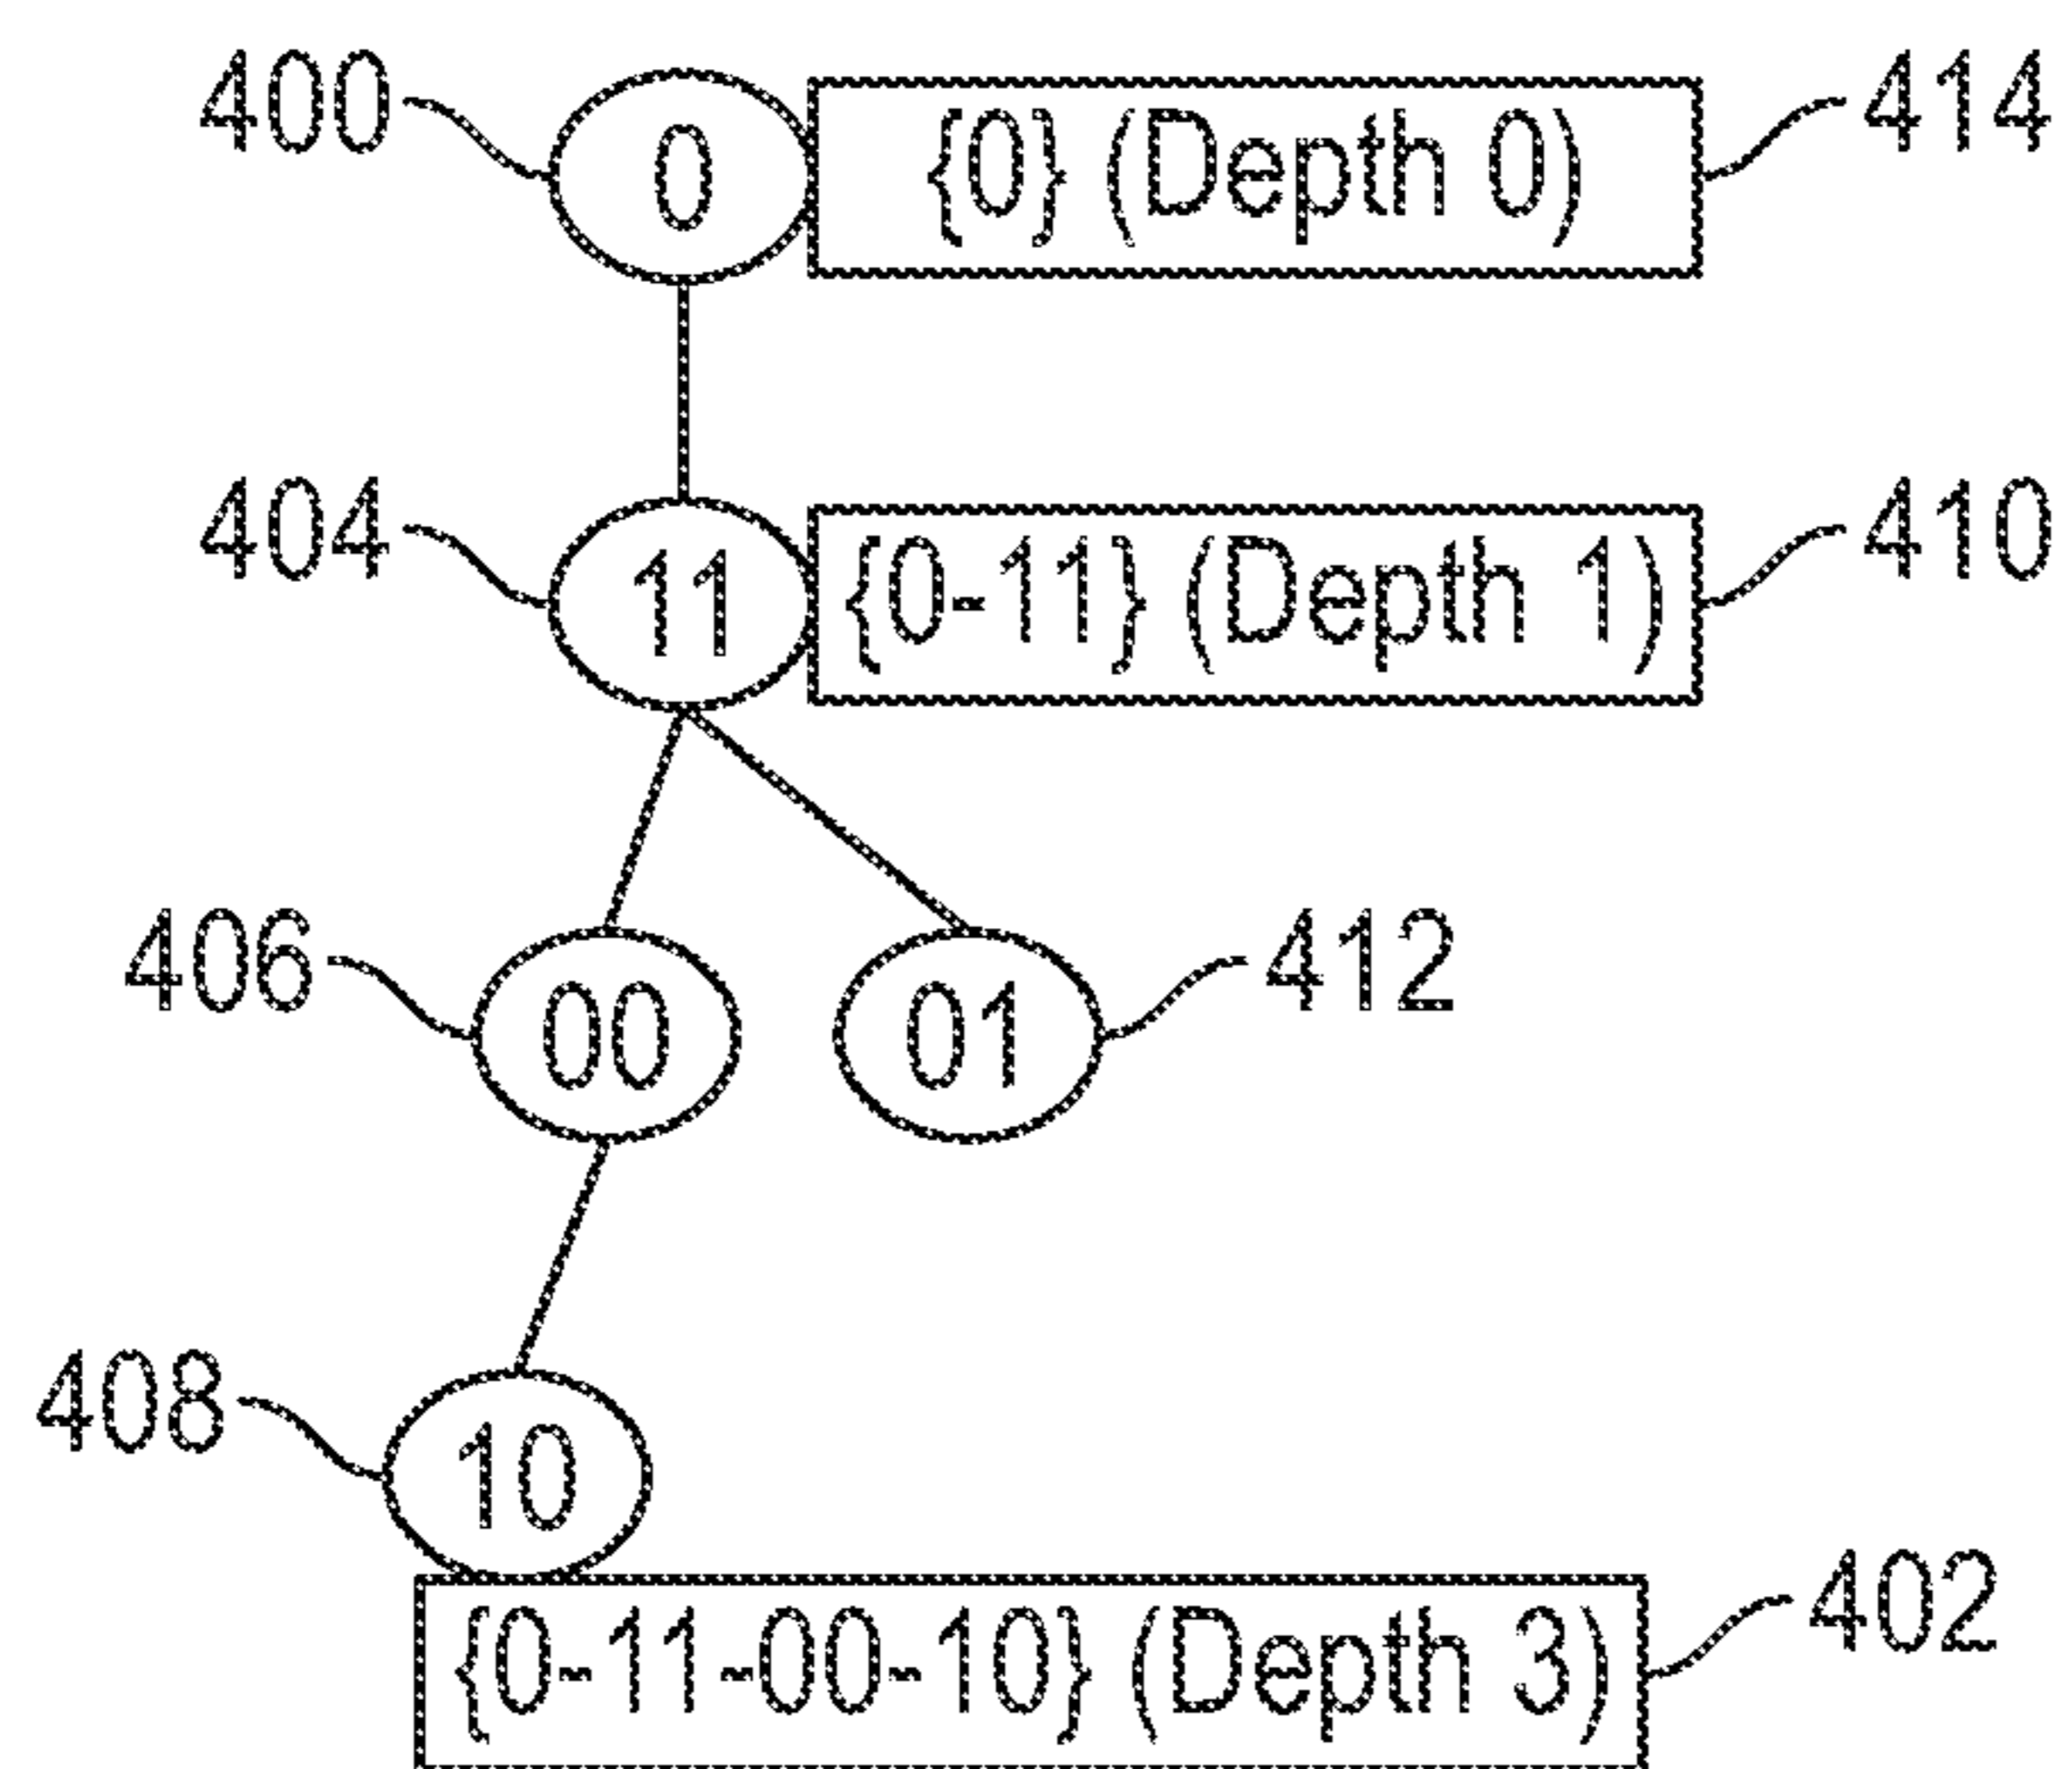 400 0 {0} (Depth 0) 414
404 11 {0-11} (Depth 1) 410
406 00 01 412
408 10
{0-11-00-10} (Depth 3) 402